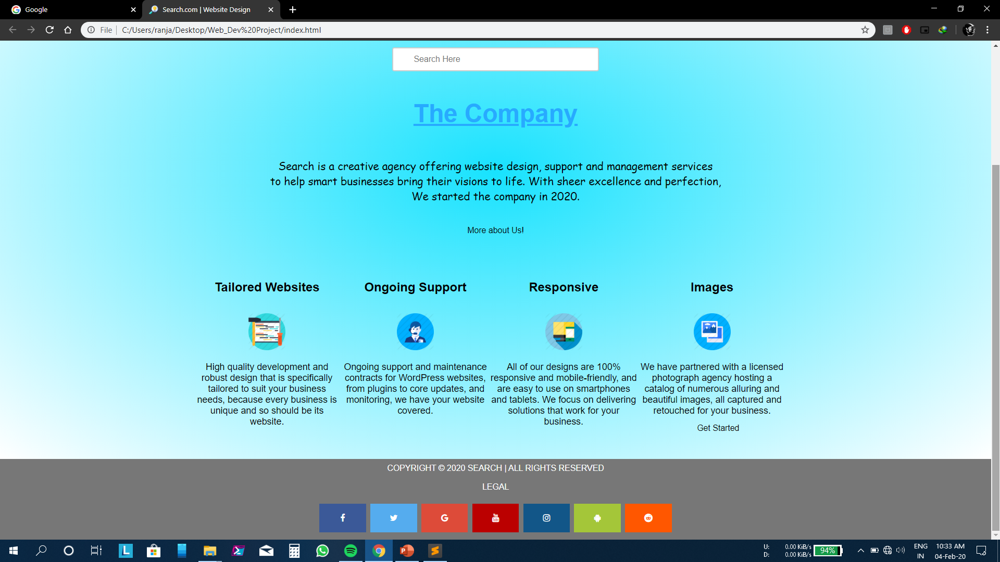 Google
Search.com | Website Design
File
C:/Users/ranja/Desktop/Web_Dev%20Project/index.html
Search Here
The Company
Search is a creative agency offering website design, support and management services
to help smart businesses bring their visions to life. With sheer excellence and perfection,
We started the company in 2020.
More about Us!
Tailored Websites
High quality development and
robust design that is specifically
tailored to suit your business
needs, because every business is
unique and so should be its
website.
Ongoing Support
Ongoing support and maintenance
contracts for WordPress websites,
from plugins to core updates, and
monitoring, we have your website
covered.
Responsive
All of our designs are 100%
responsive and mobile-friendly, and
are easy to use on smartphones
and tablets. We focus on delivering
solutions that work for your
business.
Images
We have partnered with a licensed
photograph agency hosting a
catalog of numerous alluring and
beautiful images, all captured and
retouched for your business.
Get Started
COPYRIGHT © 2020 SEARCH | ALL RIGHTS RESERVED
LEGAL
You
Tube
L
P
U: 0.00 KiB/s
D: 0.00 KiB/s
94%
ENG
IN
10:33 AM
04-Feb-20